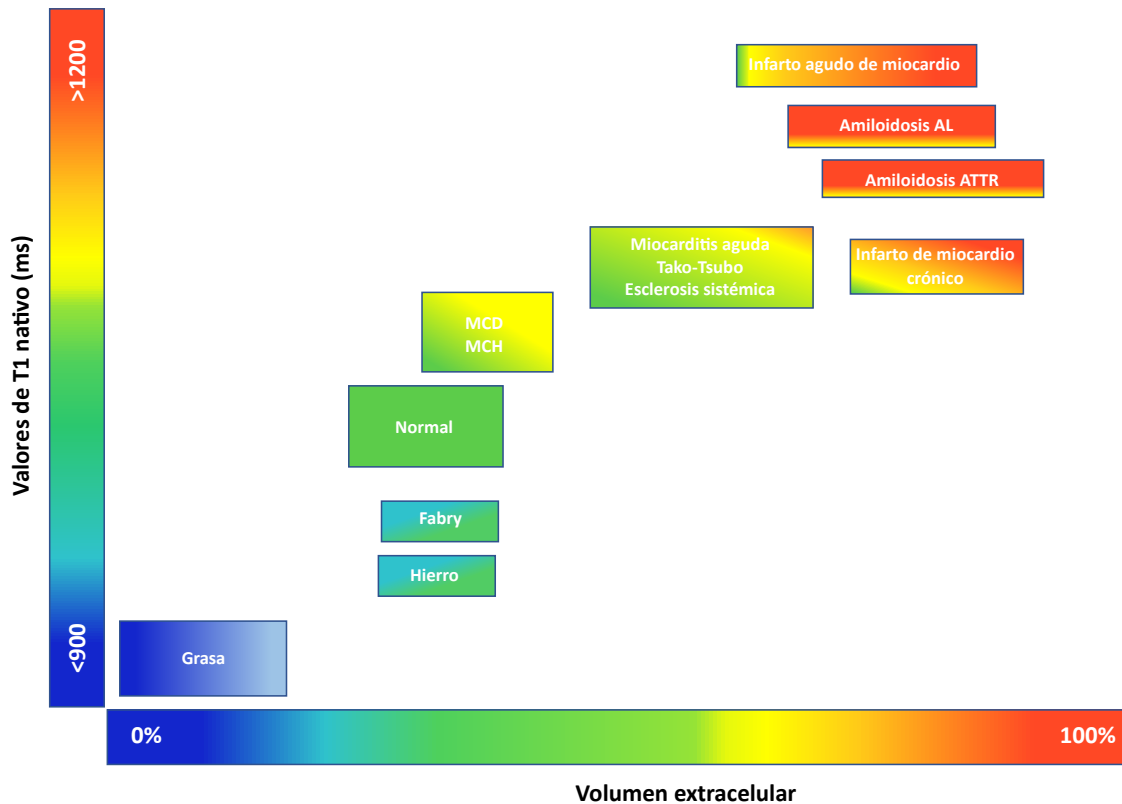 >1200
Infarto agudo de miocardio
Amiloidosis AL
Amiloidosis ATTR
Miocarditis aguda
Tako-Tsubo
Esclerosis sistémica
Infarto de miocardio
crónico
Valores de T1 nativo (ms)
MCD
MCH
Normal
Fabry
Hierro
<900
Grasa
0%
100%
Volumen extracelular